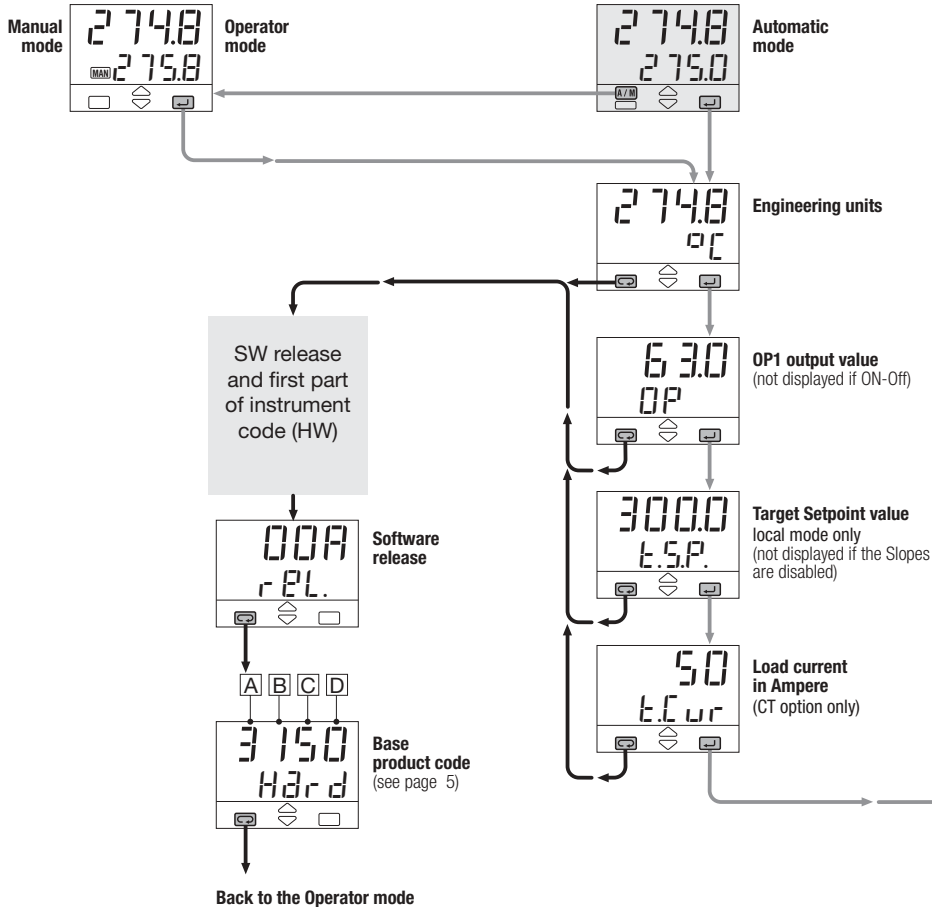 Manual
mode
274.8
MAN 275.8
Operator
mode
274.8
275.0
A/M
Automatic
mode
274.8
°C
Engineering units
63.0
OP
OP1 output value
(not displayed if ON-Off)
300.0
t.S.P.
Target Setpoint value
local mode only
(not displayed if the Slopes
are disabled)
50
t.Cur
Load current
in Ampere
(CT option only)
SW release
and first part
of instrument
code (HW)
00A
rEL.
Software
release
A B C D
3150
Hard
Base
product code
(see page 5)
Back to the Operator mode